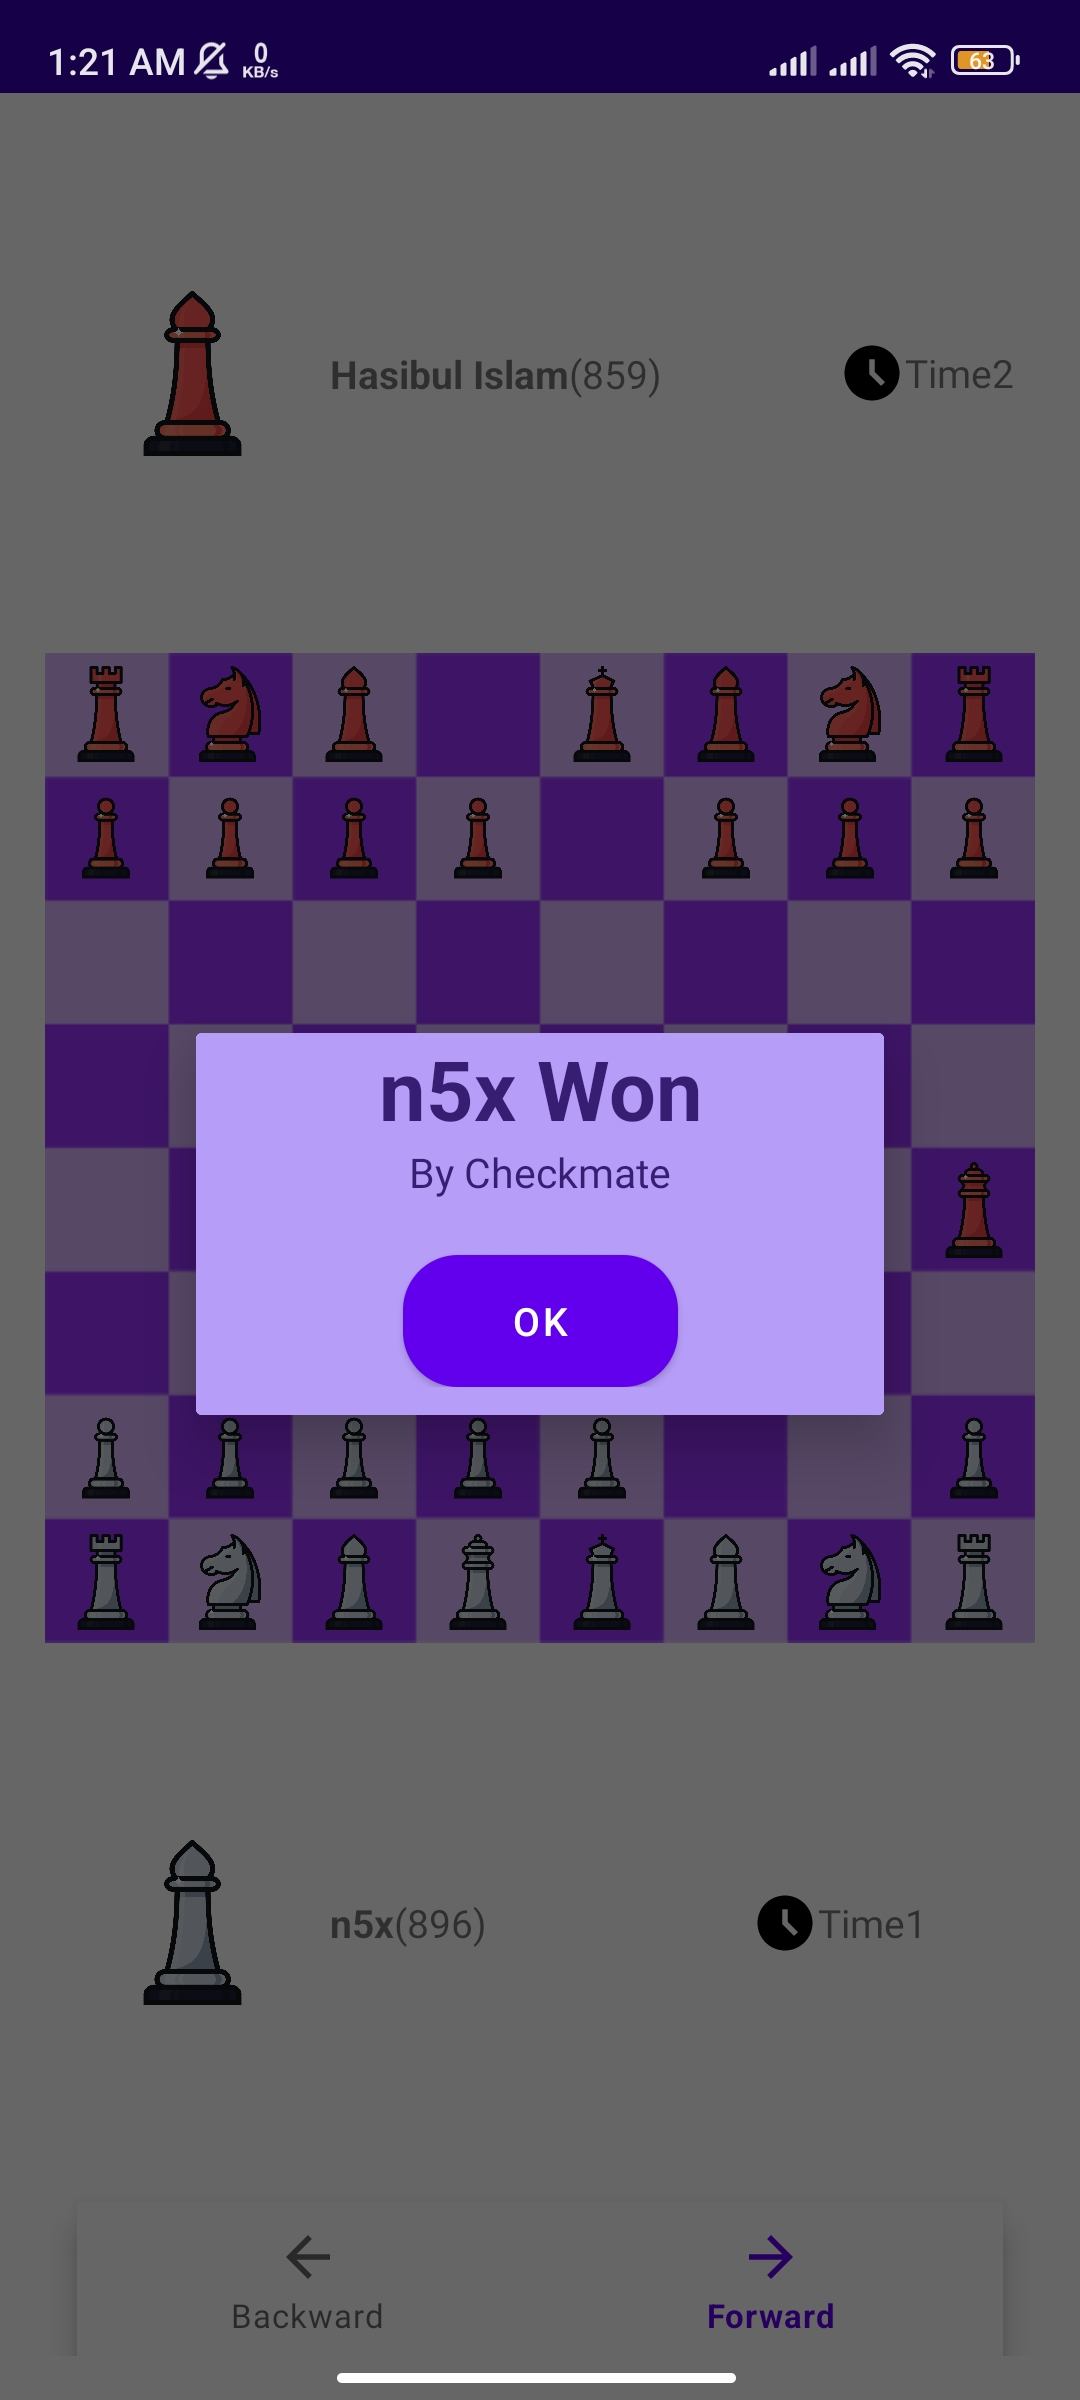 1:21 AM 0 KB/s 63
Hasibul Islam(859) Time2
n5x Won
By Checkmate
OK
n5x(896) Time1
Backward Forward